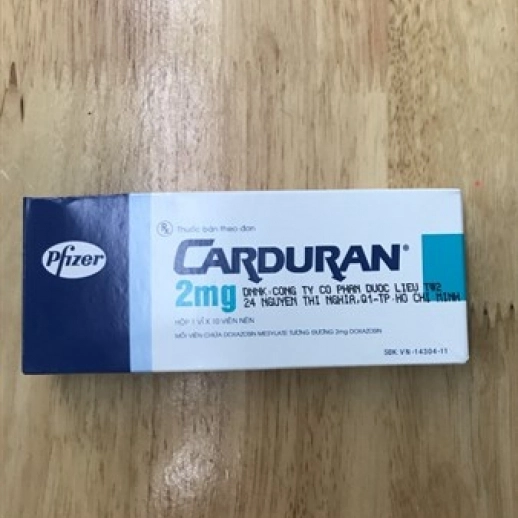 Pfizer
Rx Thuốc bán theo đơn
CARDURAN®
2mg
DNNK: CONG TY CO PHAN DUOC LIEU TW2
24 NGUYEN THI NGHIA,Q1-TP.HO CHI MINH
HỘP 1 VỈ X 10 VIÊN NÉN
MỖI VIÊN CHỨA DOXAZOSIN MESYLATE TƯƠNG ĐƯƠNG 2mg DOXAZOSIN
SĐK VN-14304-11